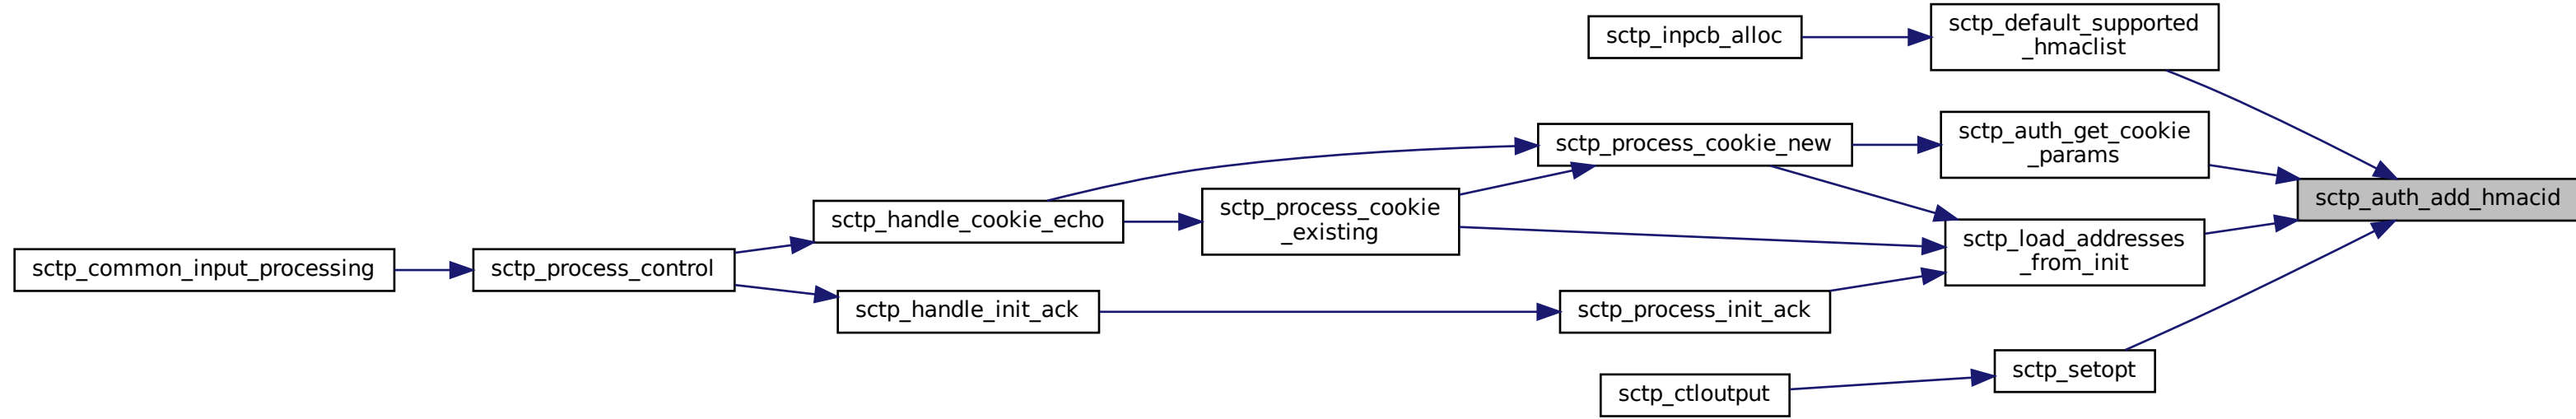 sctp_inpcb_alloc
sctp_default_supported
_hmaclist
sctp_process_cookie_new
sctp_auth_get_cookie
_params
sctp_auth_add_hmacid
sctp_handle_cookie_echo
sctp_process_cookie
_existing
sctp_load_addresses
_from_init
sctp_common_input_processing
sctp_process_control
sctp_handle_init_ack
sctp_process_init_ack
sctp_setopt
sctp_ctloutput